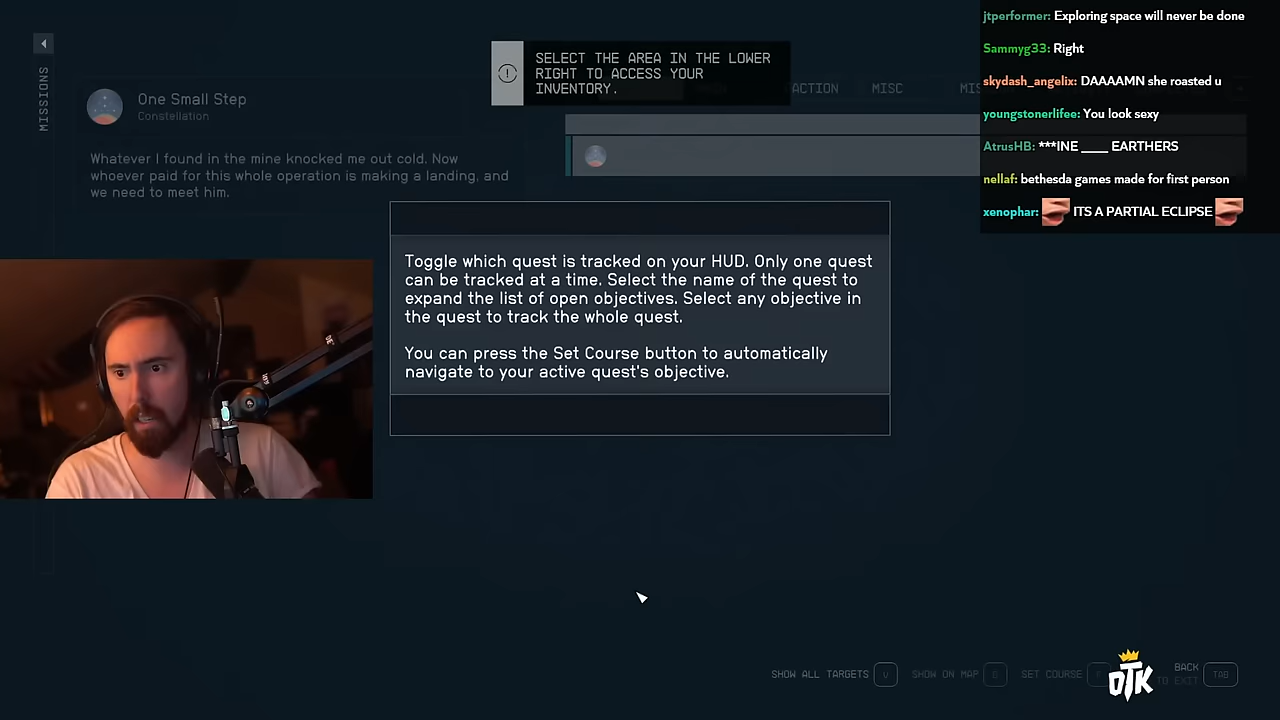 MISSIONS
One Small Step
Constellation
Whatever I found in the mine knocked me out cold. Now
whoever paid for this whole operation is making a landing, and
we need to meet him.
SELECT THE AREA IN THE LOWER
RIGHT TO ACCESS YOUR
INVENTORY.
ACTION
MISC
Toggle which quest is tracked on your HUD. Only one quest
can be tracked at a time. Select the name of the quest to
expand the list of open objectives. Select any objective in
the quest to track the whole quest.
You can press the Set Course button to automatically
navigate to your active quest's objective.
jtperformer: Exploring space will never be done
Sammyg33: Right
skydash_angelix: DAAAAMN she roasted u
youngstonerlifee: You look sexy
AtrusHB: ***INE ____ EARTHERS
nellaf: bethesda games made for first person
xenophar: ITS A PARTIAL ECLIPSE
SHOW ALL TARGETS
SHOW ON MAP
SET COURSE
OTK
BACK
TO EXIT
TAB